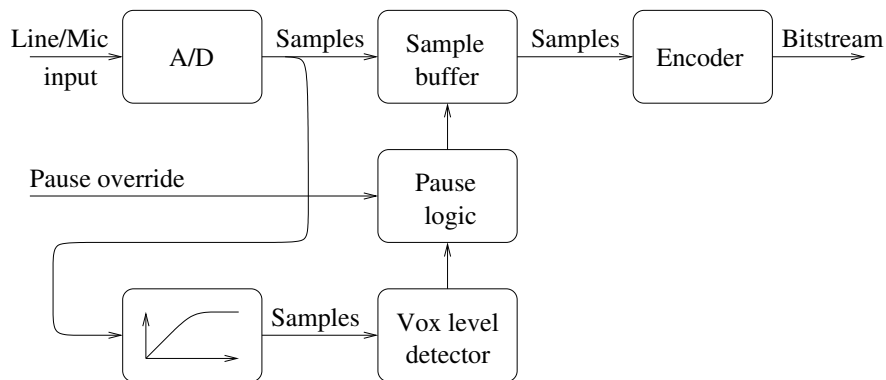 Line/Mic
input
A/D
Samples
Sample
buffer
Samples
Encoder
Bitstream
Pause override
Pause
logic
Samples
Vox level
detector